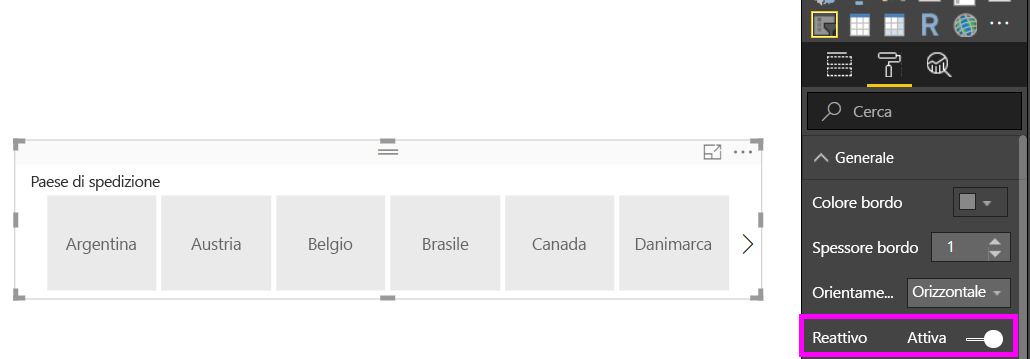 R
Cerca
Generale
Paese di spedizione
Colore bordo
Argentina Austria Belgio Brasile Canada Danimarca
Spessore bordo 1
Orientame... Orizzontale
Reattivo Attiva